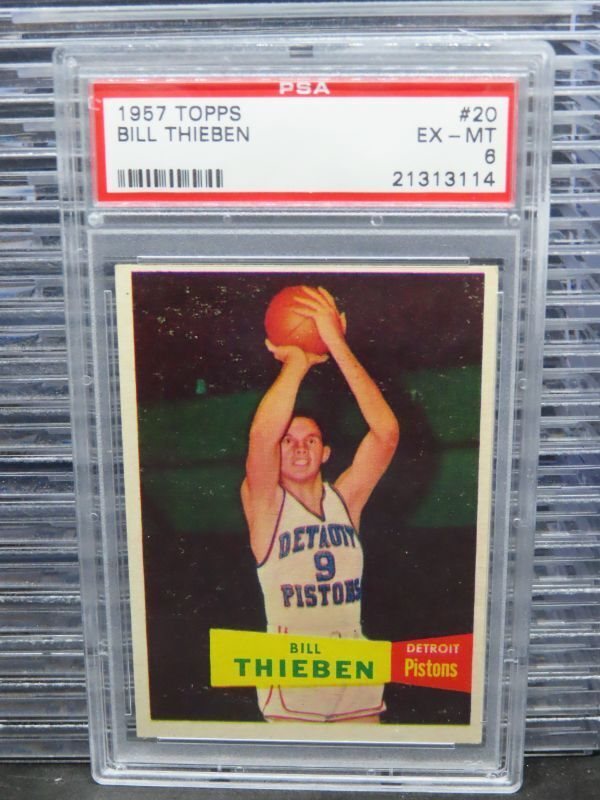 PSA
1957 TOPPS #20
BILL THIEBEN EX - MT
6
21313114
DETROIT
9
PISTONS
BILL
THIEBEN
DETROIT
Pistons